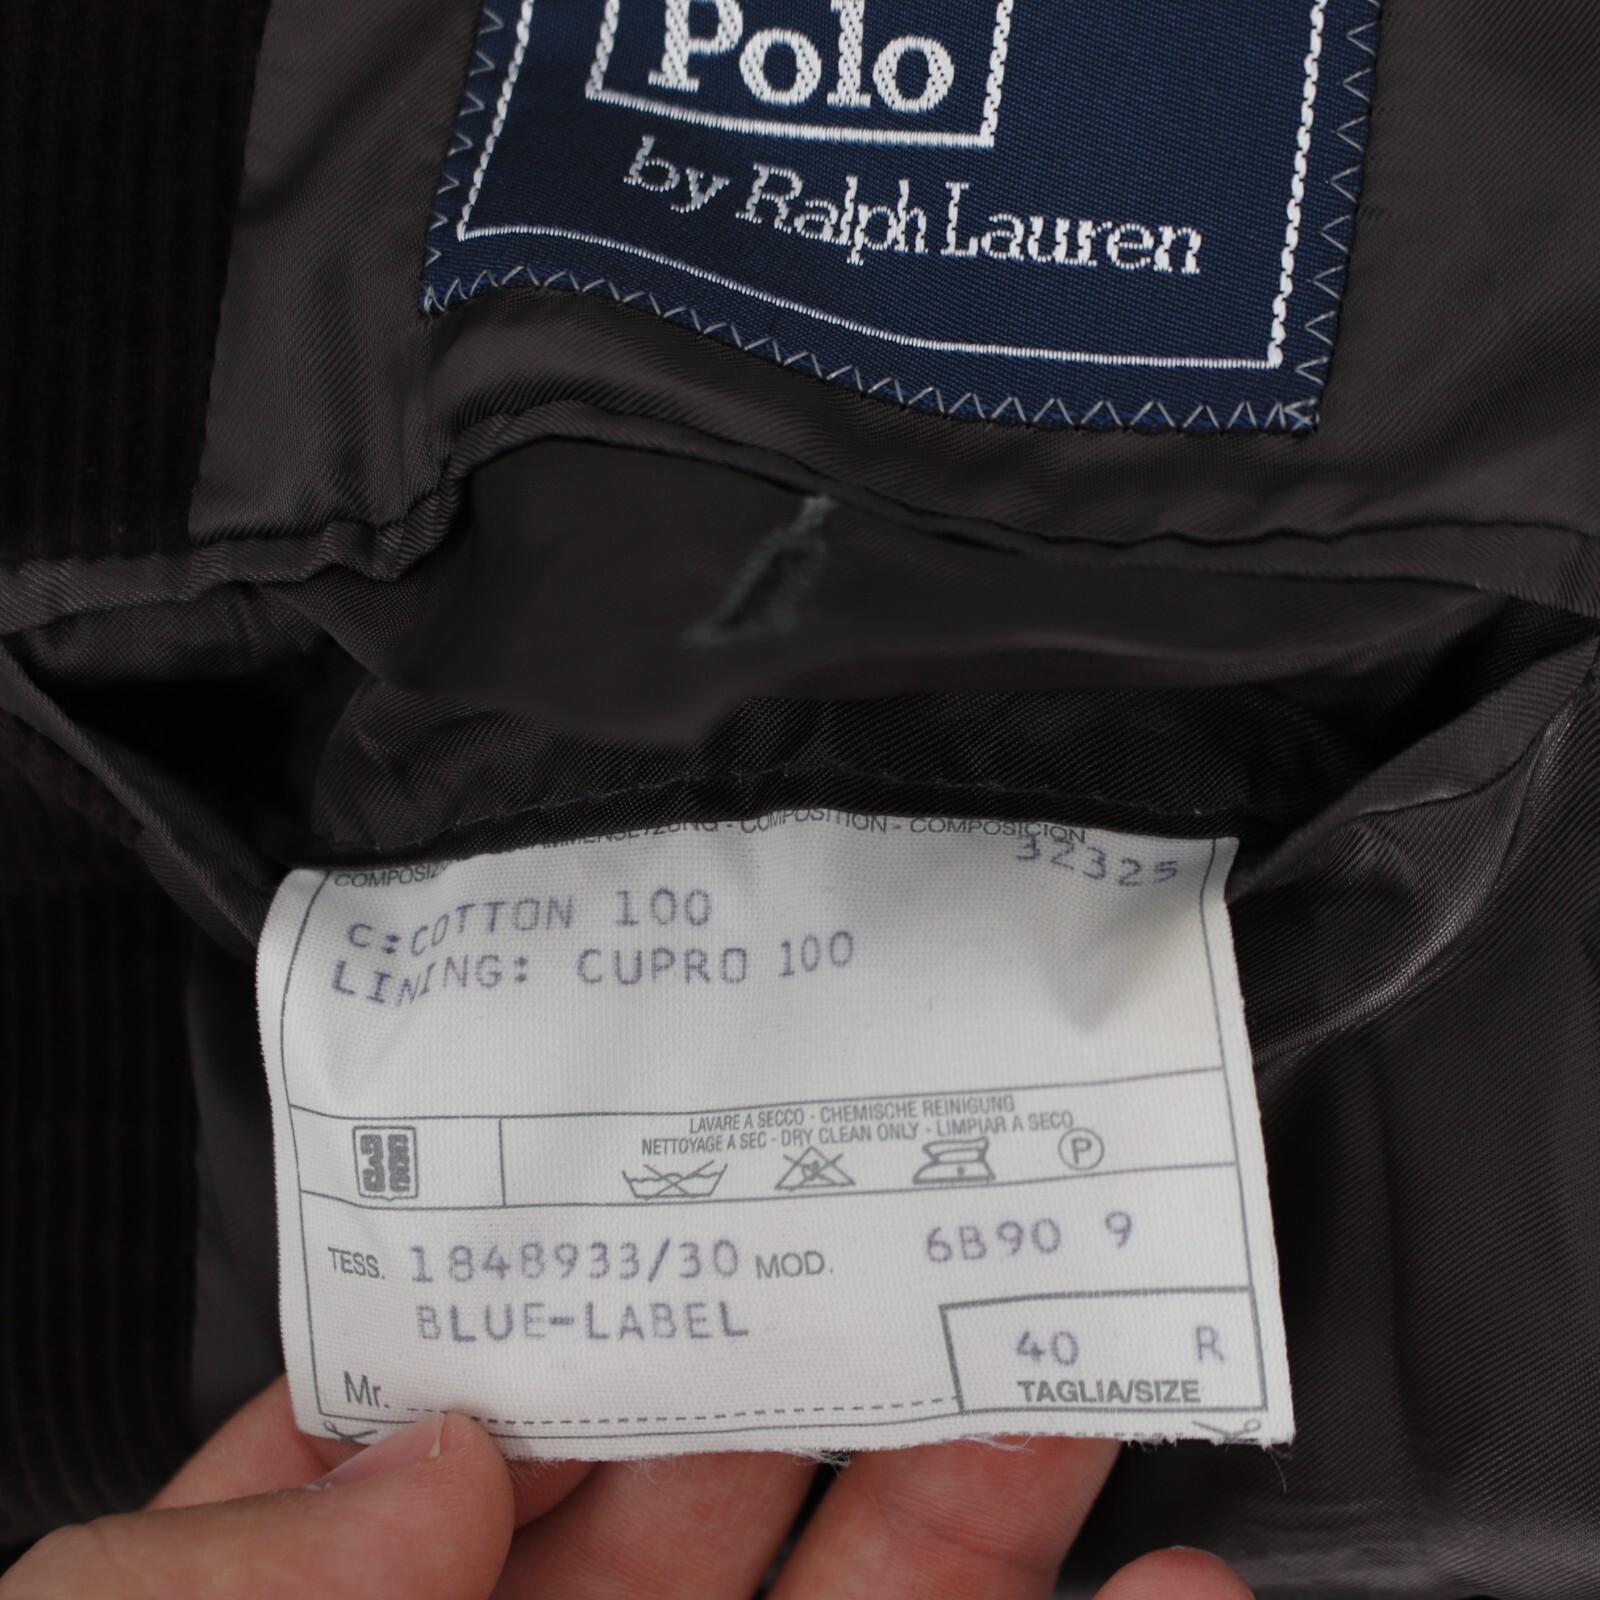 Polo
by Ralph Lauren
COMPOSITION - COMPOSICION
32325
C:COTTON 100
LINING: CUPRO 100
LAVARE A SECCO - CHEMISCHE REINIGUNG
NETTOYAGE A SEC - DRY CLEAN ONLY - LIMPIAR A SECO
P
TESS. 1848933/30 MOD. 6B90 9
BLUE-LABEL
40 R
Mr.
TAGLIA/SIZE